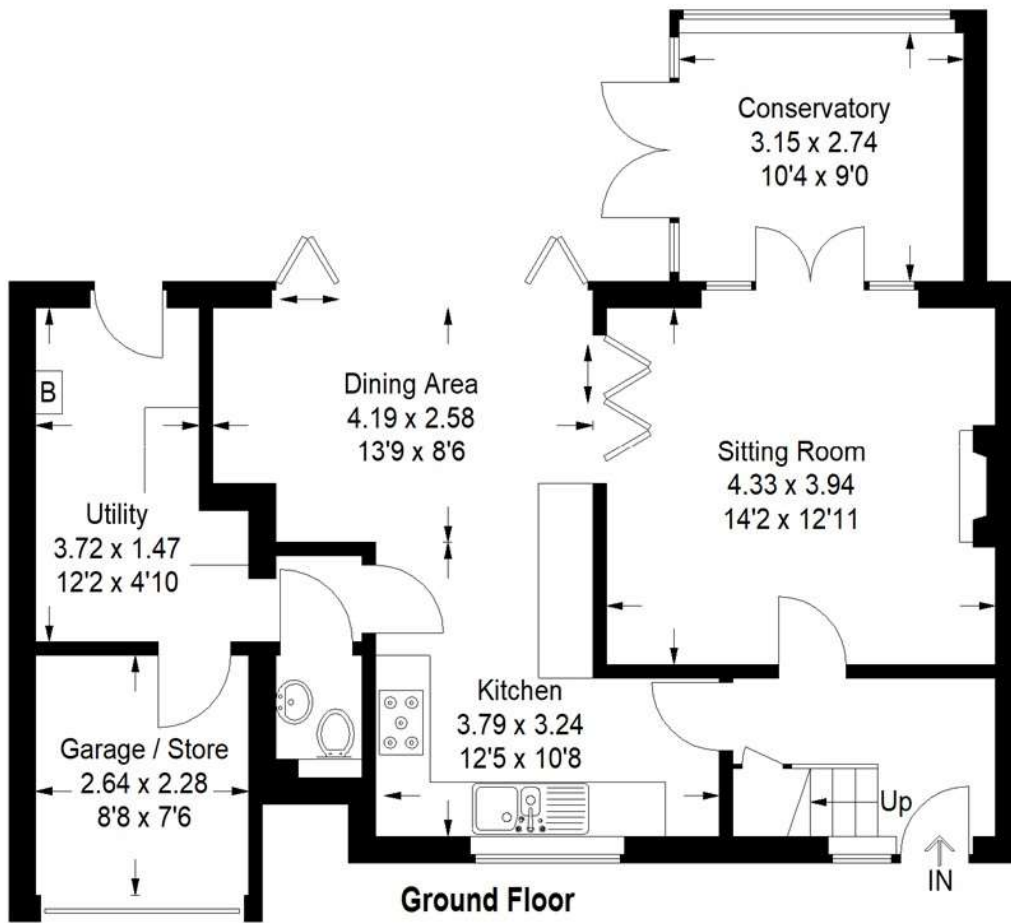 Conservatory
3.15 x 2.74
10'4 x 9'0
B
Dining Area
4.19 x 2.58
13'9 x 8'6
Sitting Room
4.33 x 3.94
14'2 x 12'11
Utility
3.72 x 1.47
12'2 x 4'10
Kitchen
3.79 x 3.24
12'5 x 10'8
Garage / Store
2.64 x 2.28
8'8 x 7'6
Up
IN
Ground Floor